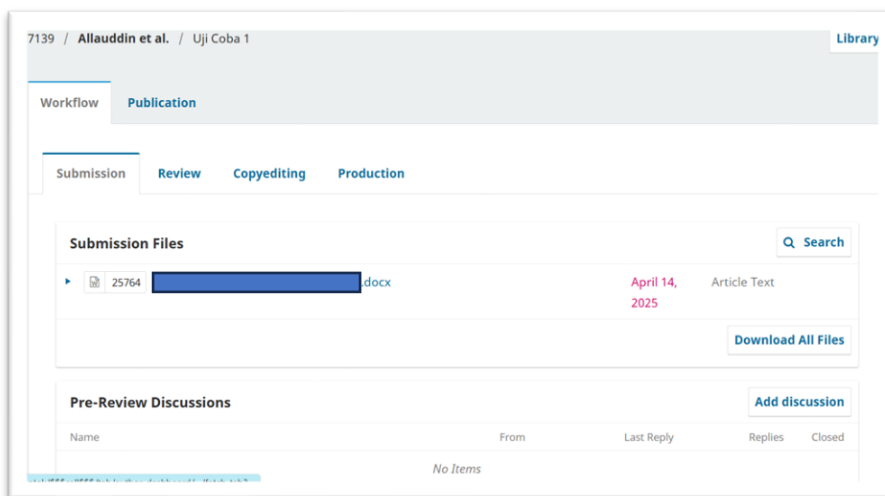 7139 / Allauddin et al. / Uji Coba 1
Library
Workflow Publication
Submission Review Copyediting Production
Submission Files
Search
25764 .docx April 14, Article Text
2025
Download All Files
Pre-Review Discussions
Add discussion
Name From Last Reply Replies Closed
No Items